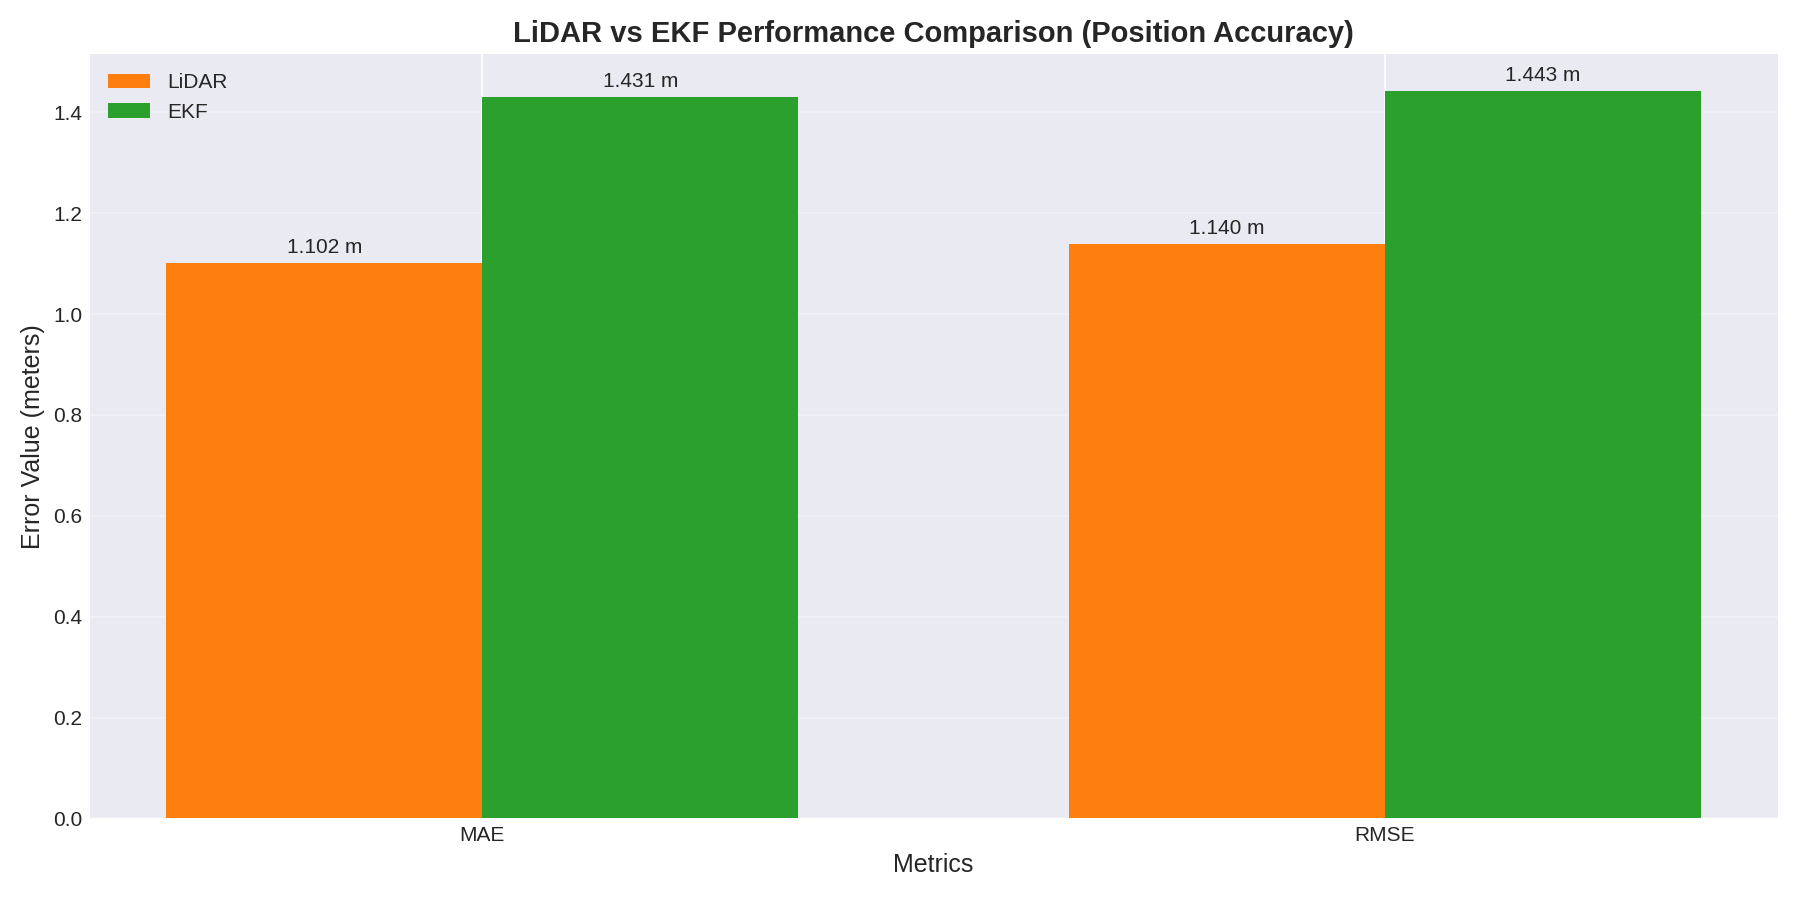 LiDAR vs EKF Performance Comparison (Position Accuracy)
LiDAR
EKF
1.431 m
1.443 m
1.102 m
1.140 m
Error Value (meters)
1.4
1.2
1.0
0.8
0.6
0.4
0.2
0.0
MAE
RMSE
Metrics